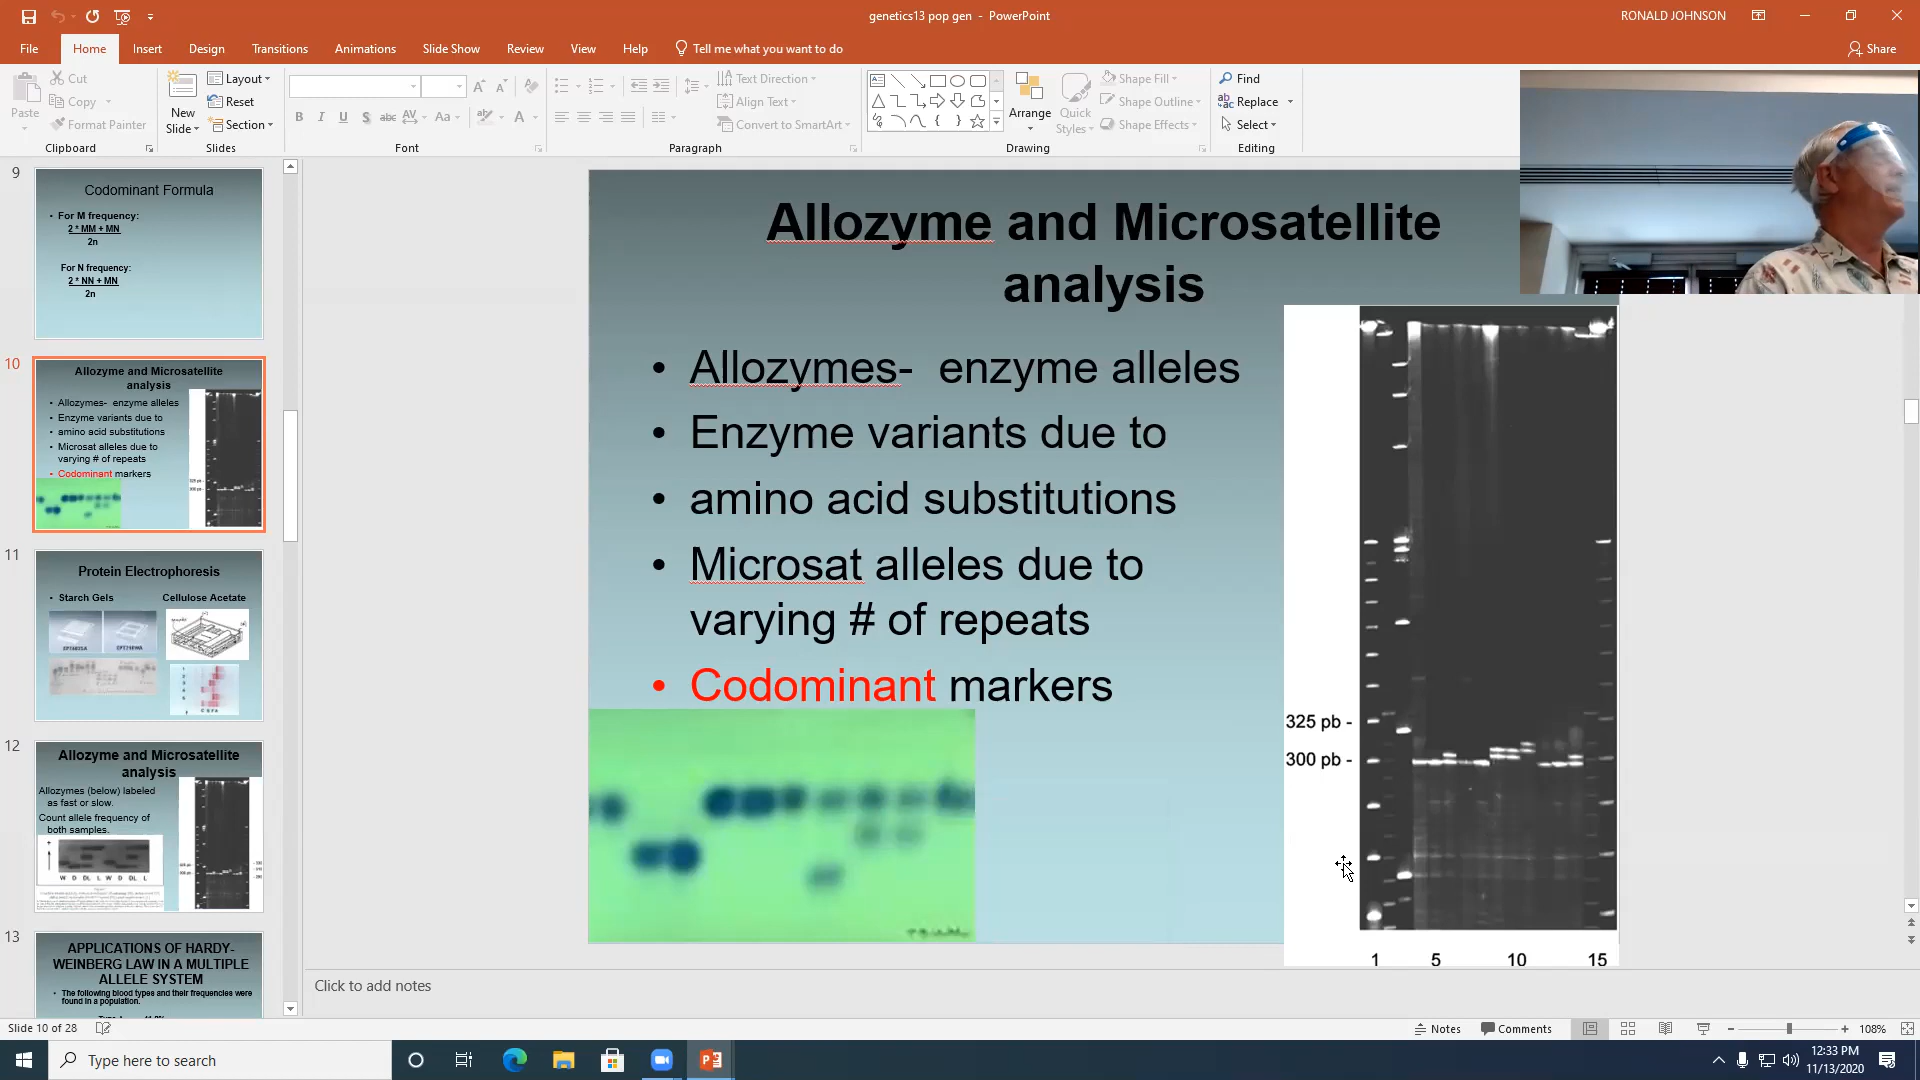 genetics13 pop gen - PowerPoint
RONALD JOHNSON
File Home Insert Design Transitions Animations Slide Show Review View Help Tell me what you want to do
Share
Paste
Cut
Copy
Format Painter
Clipboard
New Slide
Layout
Reset
Section
Slides
B I U S abc AV Aa A
Font
Text Direction
Align Text
Convert to SmartArt
Paragraph
Arrange
Quick Styles
Shape Fill
Shape Outline
Shape Effects
Drawing
Find
Replace
Select
Editing
9
Codominant Formula
• For M frequency:
2 * MM + MN
2n
For N frequency:
2 * NN + MN
2n
10
Allozyme and Microsatellite
analysis
• Allozymes- enzyme alleles
• Enzyme variants due to
• amino acid substitutions
• Microsat alleles due to
varying # of repeats
• Codominant markers
11
Protein Electrophoresis
• Starch Gels
Cellulose Acetate
12
Allozyme and Microsatellite
analysis
Allozymes (below) labeled
as fast or slow.
Count allele frequency of
both samples.
W D DL L W D DL L
13
APPLICATIONS OF HARDY-
WEINBERG LAW IN A MULTIPLE
ALLELE SYSTEM
• The following blood types and their frequencies were
found in a population.
Allozyme and Microsatellite
analysis
• Allozymes- enzyme alleles
• Enzyme variants due to
• amino acid substitutions
• Microsat alleles due to
varying # of repeats
• Codominant markers
325 pb -
300 pb -
1 5 10 15
Click to add notes
Slide 10 of 28
Notes
Comments
108%
Type here to search
12:33 PM
11/13/2020